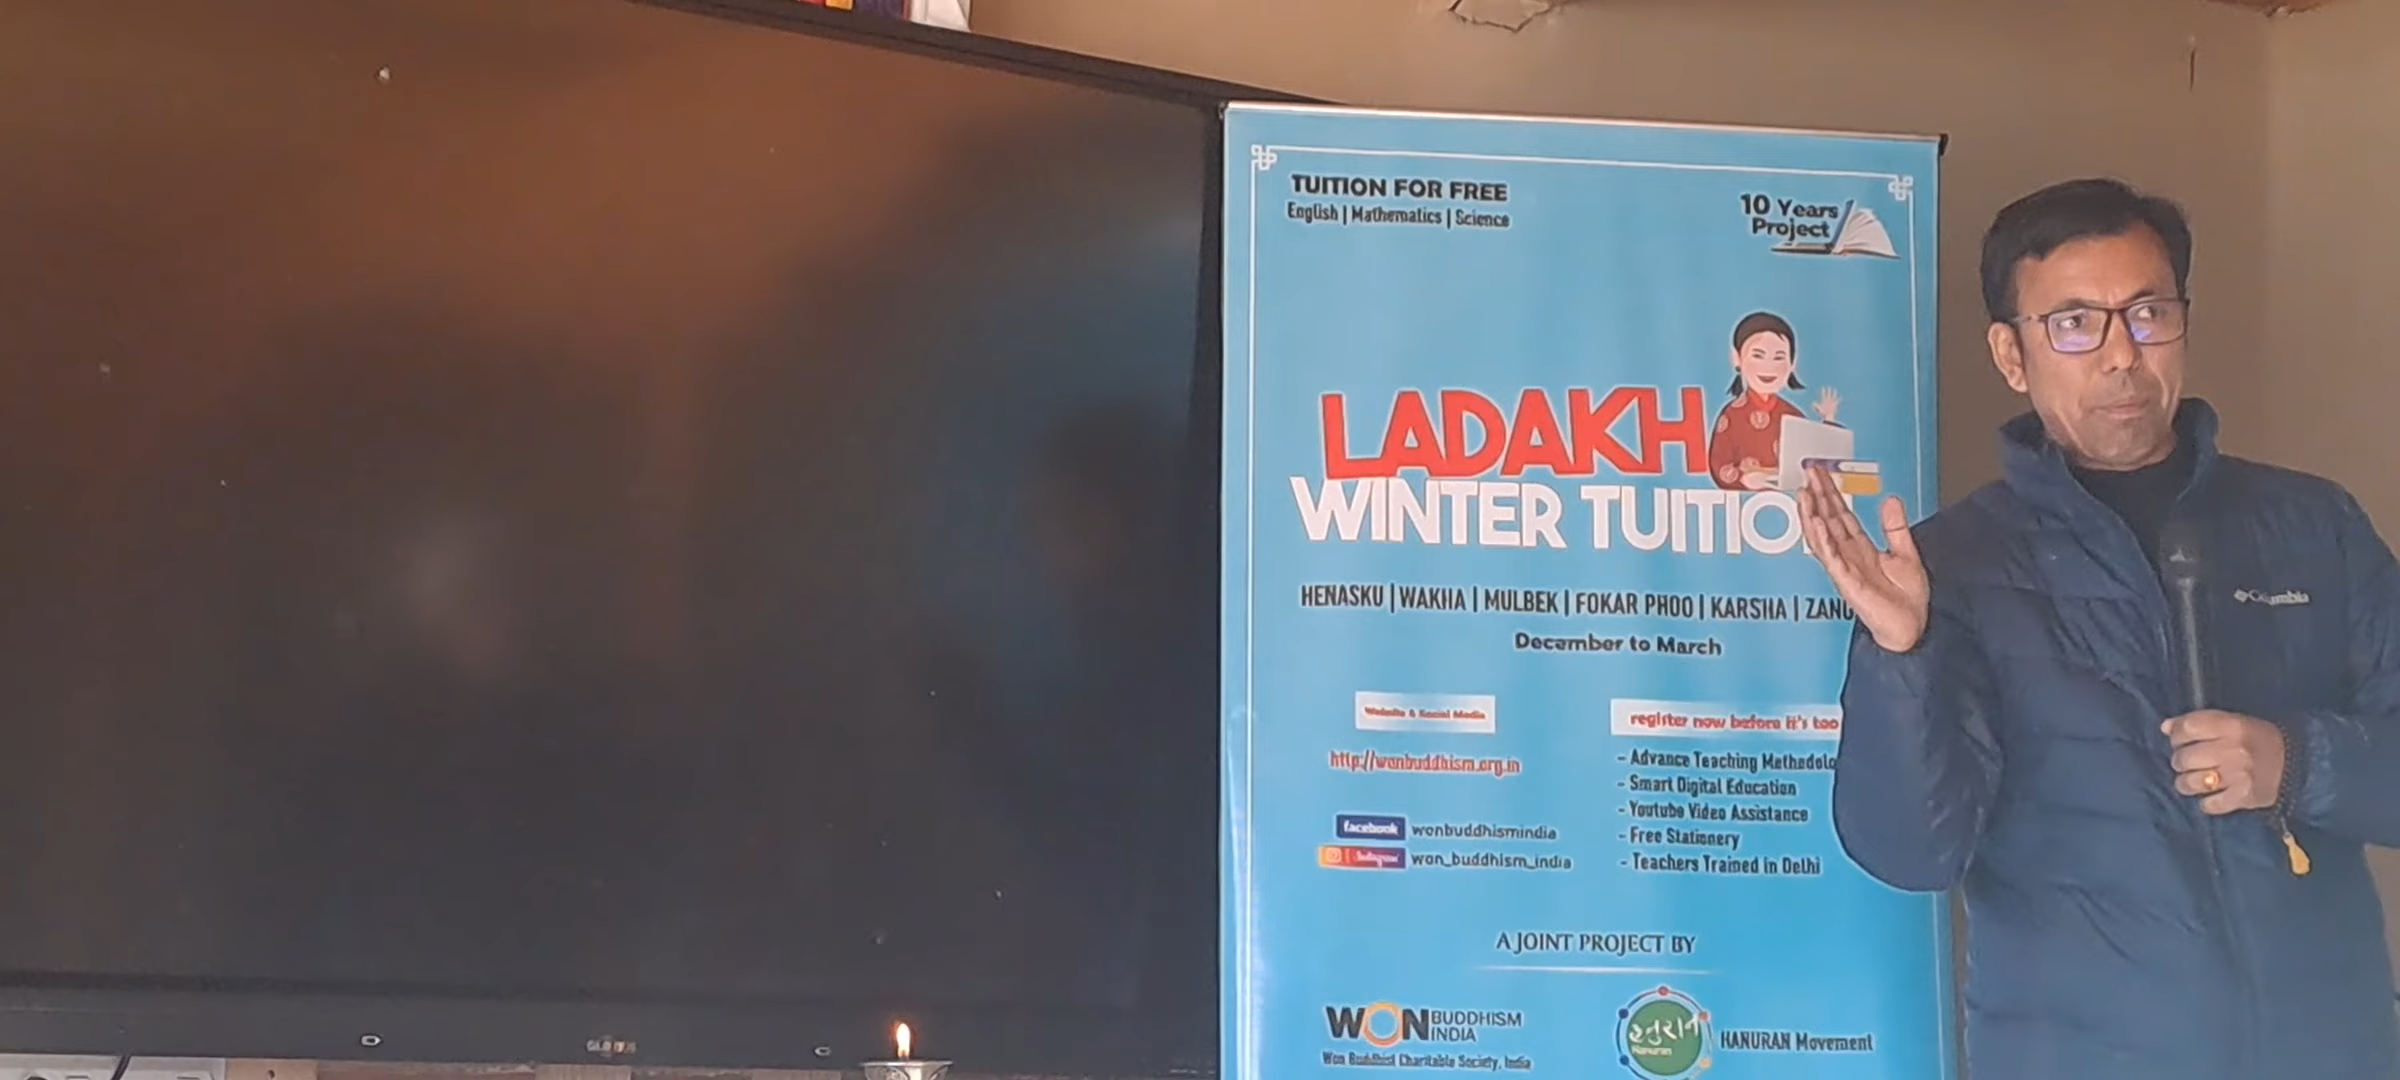 TUITION FOR FREE
English | Mathematics | Science
10 Years
Project
LADAKH
WINTER TUITION
HENASKU | WAKHA | MULBEK | FOKAR PHOO | KARSHA |
December to March
Website & Social Media
http://wonbuddhism.org.in
facebook wonbuddhismindia
Instagram won_buddhism_india
register now before it's too
- Advance Teaching Methodolo
- Smart Digital Education
- Youtube Video Assistance
- Free Stationery
- Teachers Trained in Delhi
A JOINT PROJECT BY
WON BUDDHISM
INDIA
Won Buddhist Charitable Society, India
હનુરાન
Hanuran
HANURAN Movement
Columbia